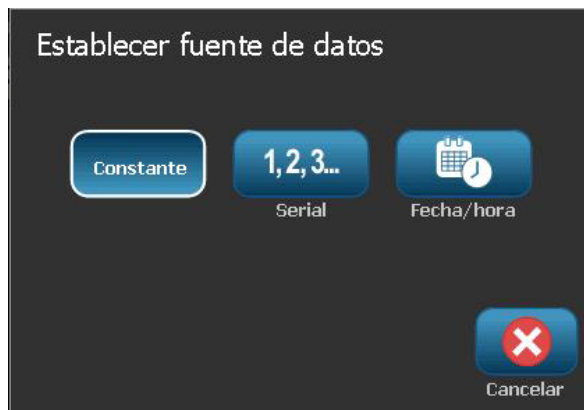 Establecer fuente de datos
Constante
1, 2, 3...
Serial
Fecha/hora
Cancelar